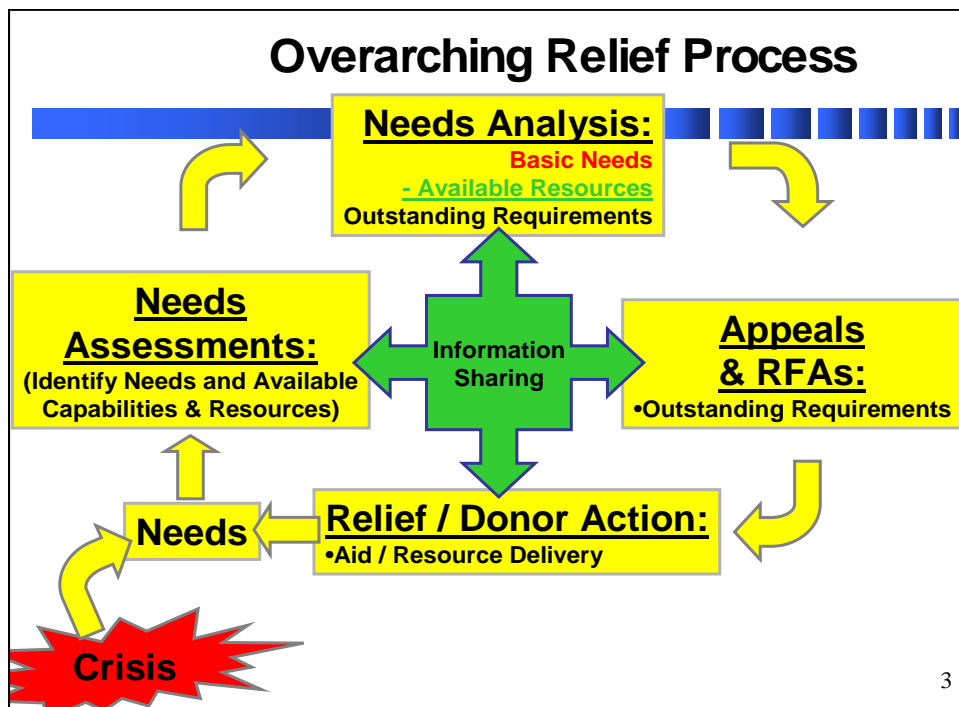 Overarching Relief Process
Needs Analysis:
Basic Needs
- Available Resources
Outstanding Requirements
Needs
Assessments:
(Identify Needs and Available
Capabilities & Resources)
Information
Sharing
Appeals
& RFAs:
•Outstanding Requirements
Needs
Relief / Donor Action:
•Aid / Resource Delivery
Crisis
3